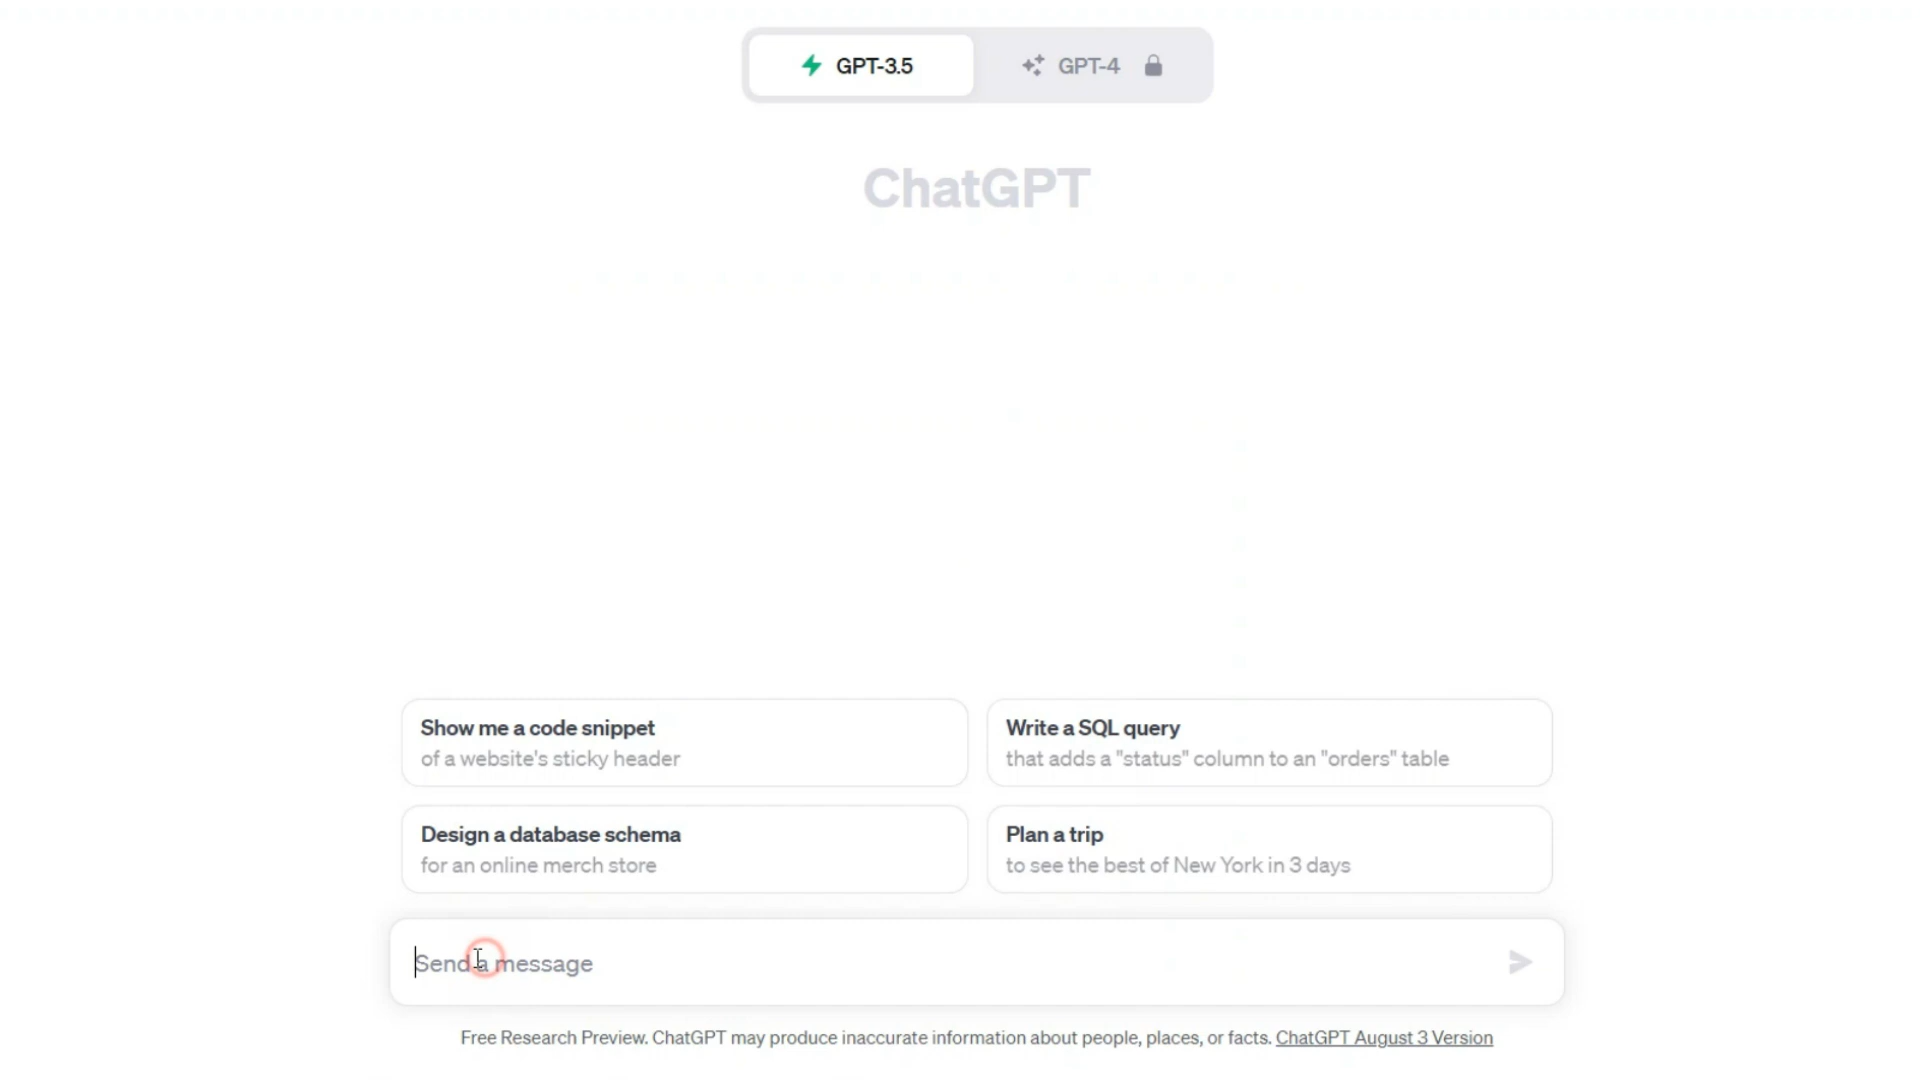 GPT-3.5
GPT-4
ChatGPT
Show me a code snippet
of a website's sticky header
Write a SQL query
that adds a "status" column to an "orders" table
Design a database schema
for an online merch store
Plan a trip
to see the best of New York in 3 days
Send a message
Free Research Preview. ChatGPT may produce inaccurate information about people, places, or facts. ChatGPT August 3 Version